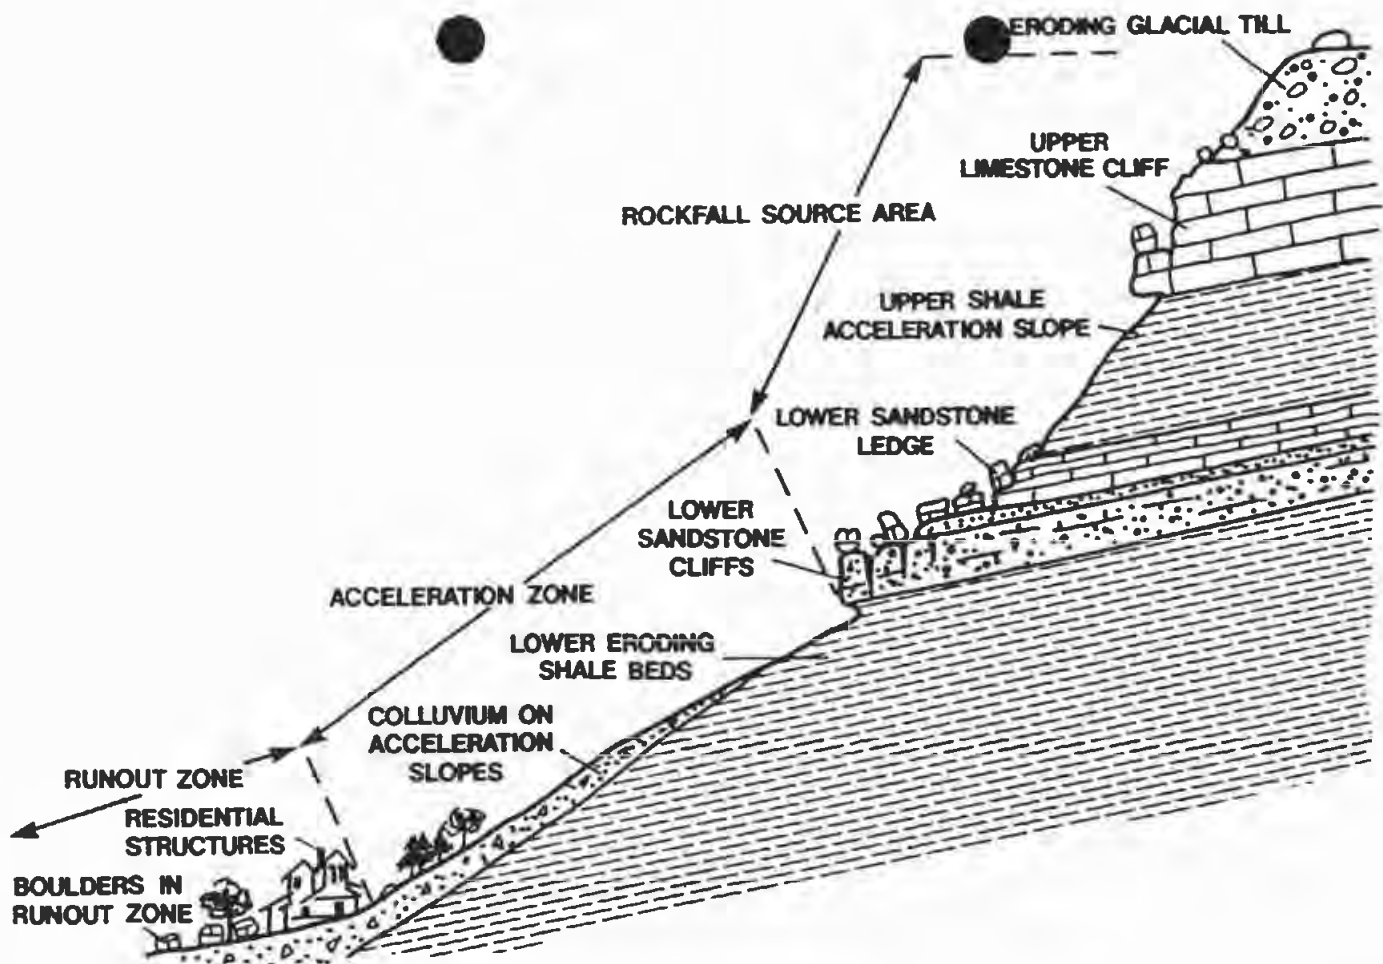 ERODING GLACIAL TILL
UPPER
LIMESTONE CLIFF
ROCKFALL SOURCE AREA
UPPER SHALE
ACCELERATION SLOPE
LOWER SANDSTONE
LEDGE
LOWER
SANDSTONE
CLIFFS
ACCELERATION ZONE
LOWER ERODING
SHALE BEDS
COLLUVIUM ON
ACCELERATION
SLOPES
RUNOUT ZONE
RESIDENTIAL
STRUCTURES
BOULDERS IN
RUNOUT ZONE